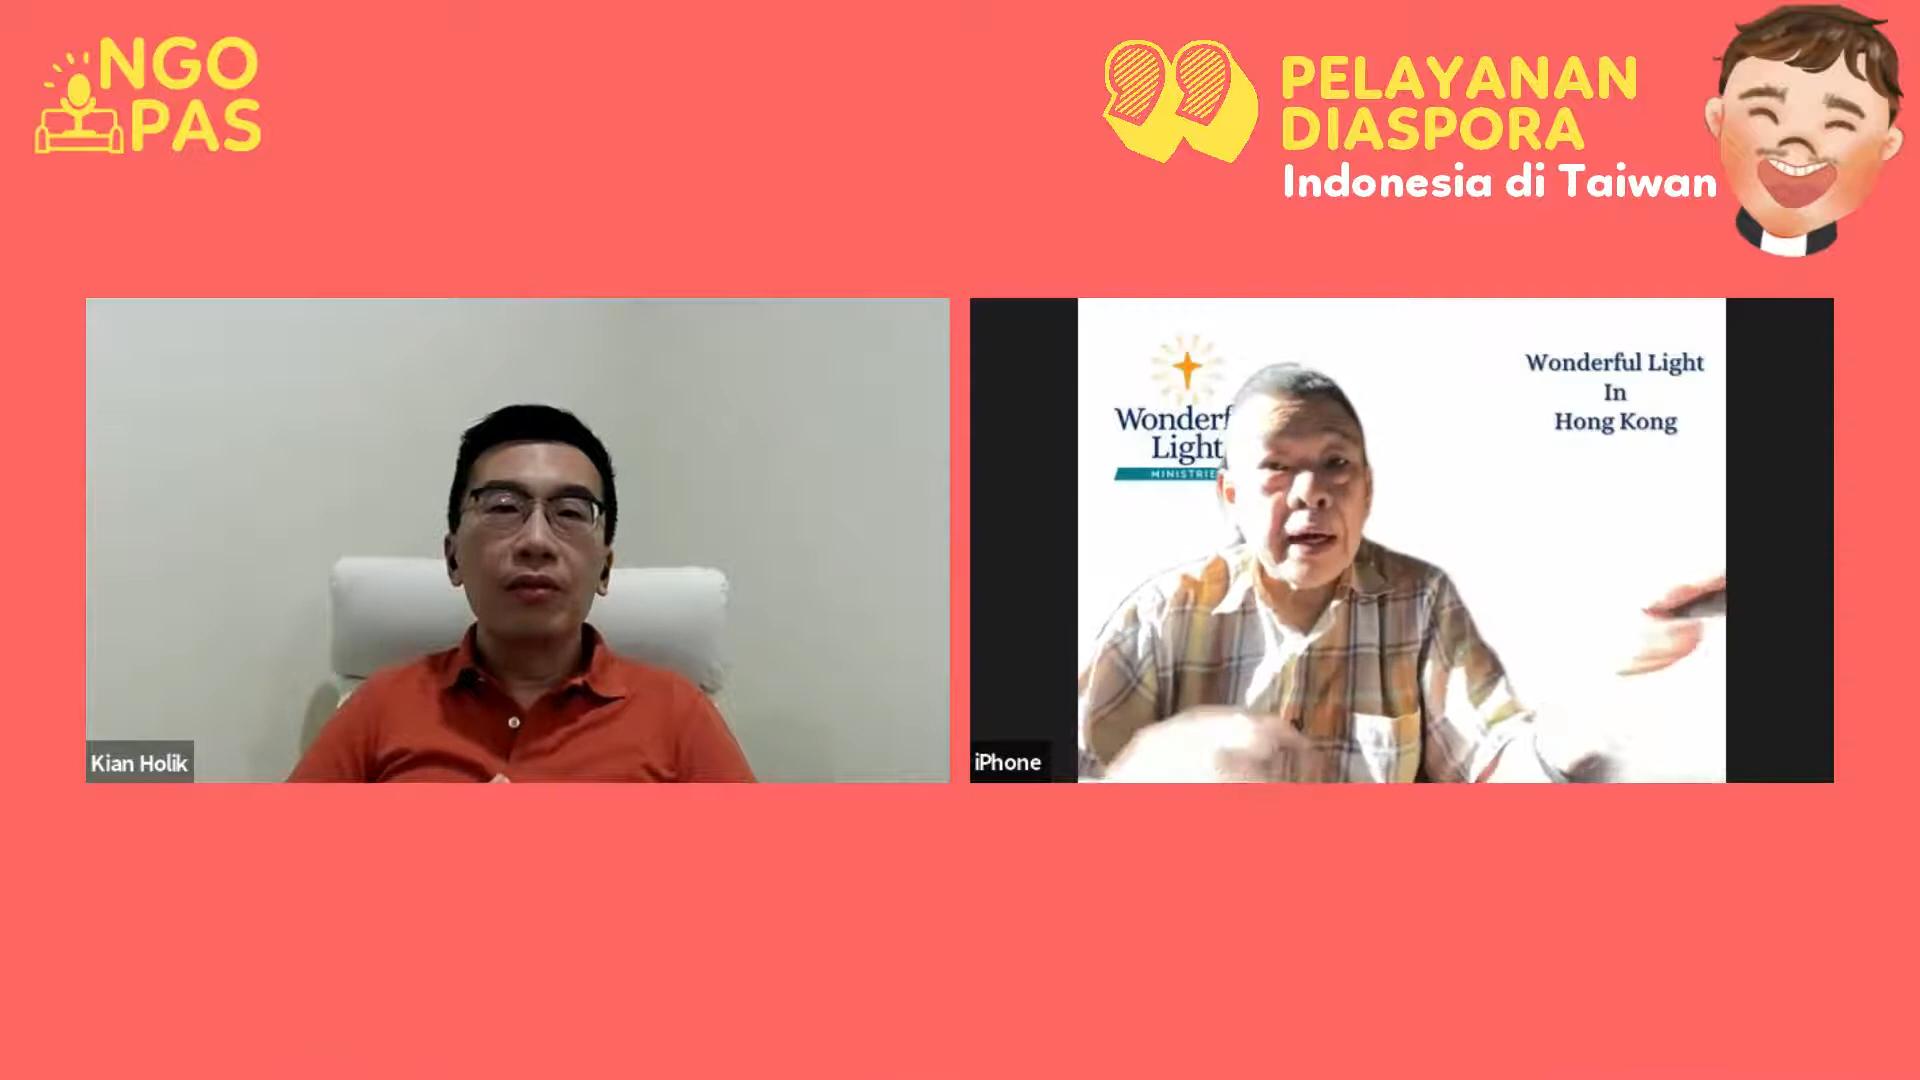 NGO
PAS
PELAYANAN
DIASPORA
Indonesia di Taiwan
Kian Holik
Wonderf
Light
MINISTRIE
Wonderful Light
In
Hong Kong
iPhone